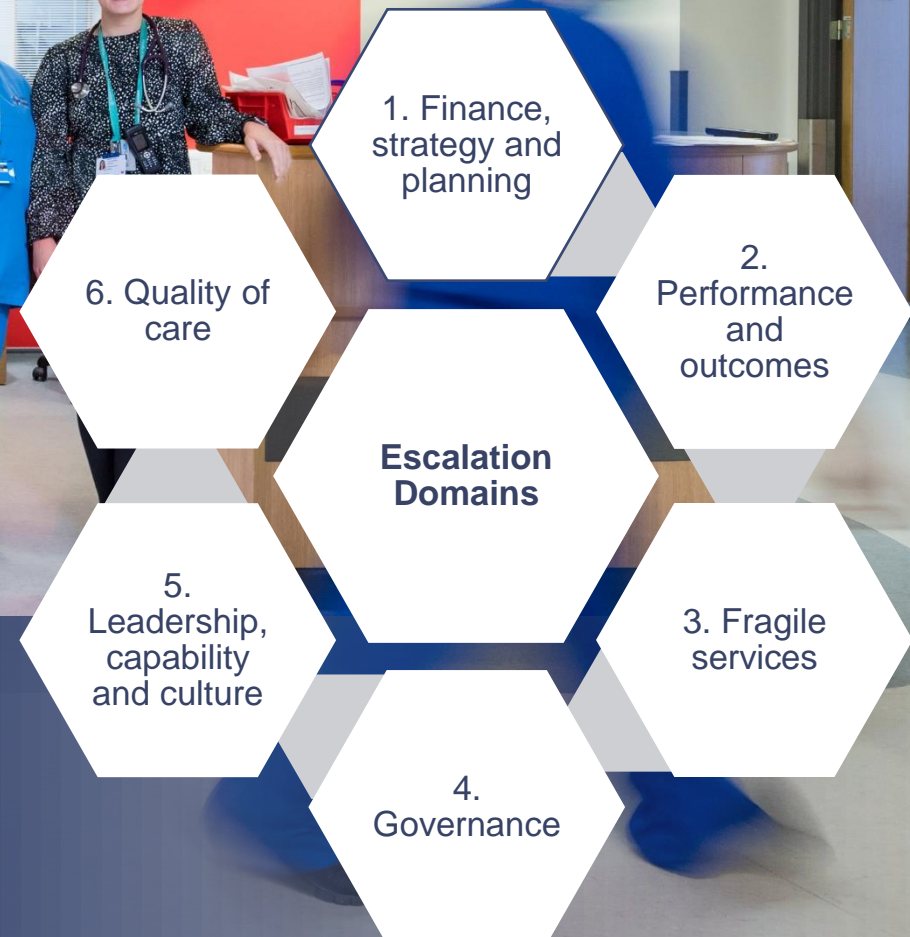 1. Finance,
strategy and
planning
2.
Performance
and
outcomes
3. Fragile
services
4.
Governance
5.
Leadership,
capability
and culture
6. Quality of
care
Escalation
Domains